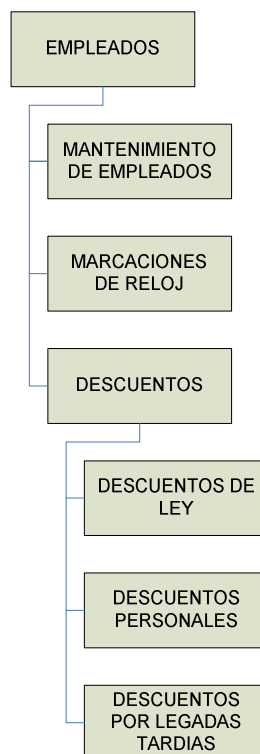 EMPLEADOS
MANTENIMIENTO
DE EMPLEADOS
MARCACIONES
DE RELOJ
DESCUENTOS
DESCUENTOS DE
LEY
DESCUENTOS
PERSONALES
DESCUENTOS
POR LEGADAS
TARDIAS